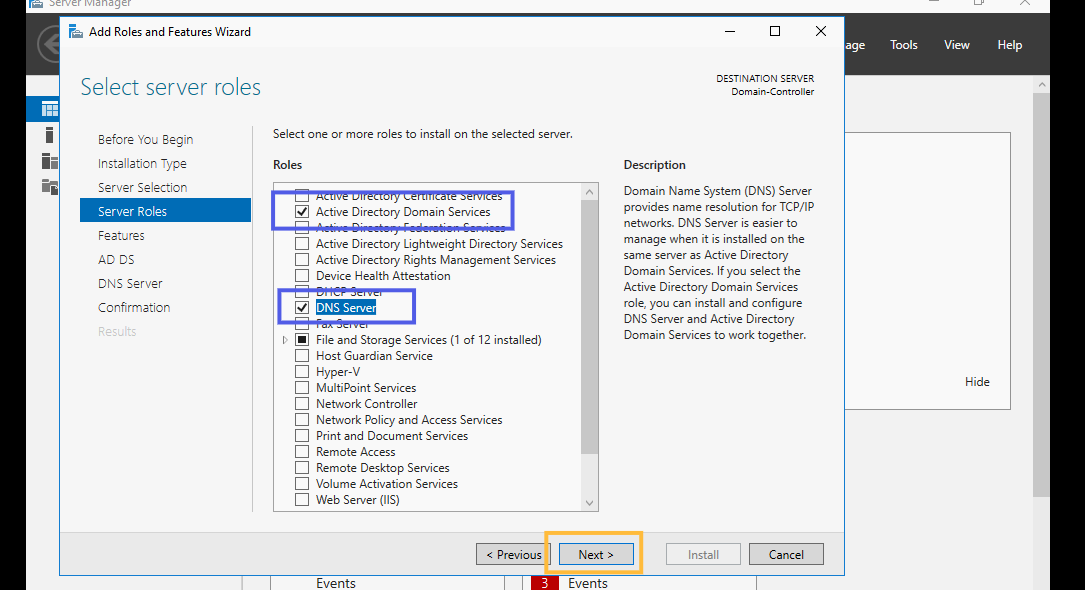 Server Manager
Add Roles and Features Wizard
age Tools View Help
Select server roles
DESTINATION SERVER
Domain-Controller
Before You Begin
Installation Type
Server Selection
Server Roles
Features
AD DS
DNS Server
Confirmation
Results
Select one or more roles to install on the selected server.
Roles
Active Directory Certificate Services
Active Directory Domain Services
Active Directory Federation Services
Active Directory Lightweight Directory Services
Active Directory Rights Management Services
Device Health Attestation
DHCP Server
DNS Server
Fax Server
File and Storage Services (1 of 12 installed)
Host Guardian Service
Hyper-V
MultiPoint Services
Network Controller
Network Policy and Access Services
Print and Document Services
Remote Access
Remote Desktop Services
Volume Activation Services
Web Server (IIS)
Description
Domain Name System (DNS) Server
provides name resolution for TCP/IP
networks. DNS Server is easier to
manage when it is installed on the
same server as Active Directory
Domain Services. If you select the
Active Directory Domain Services
role, you can install and configure
DNS Server and Active Directory
Domain Services to work together.
Hide
< Previous
Next >
Install
Cancel
Events
3 Events